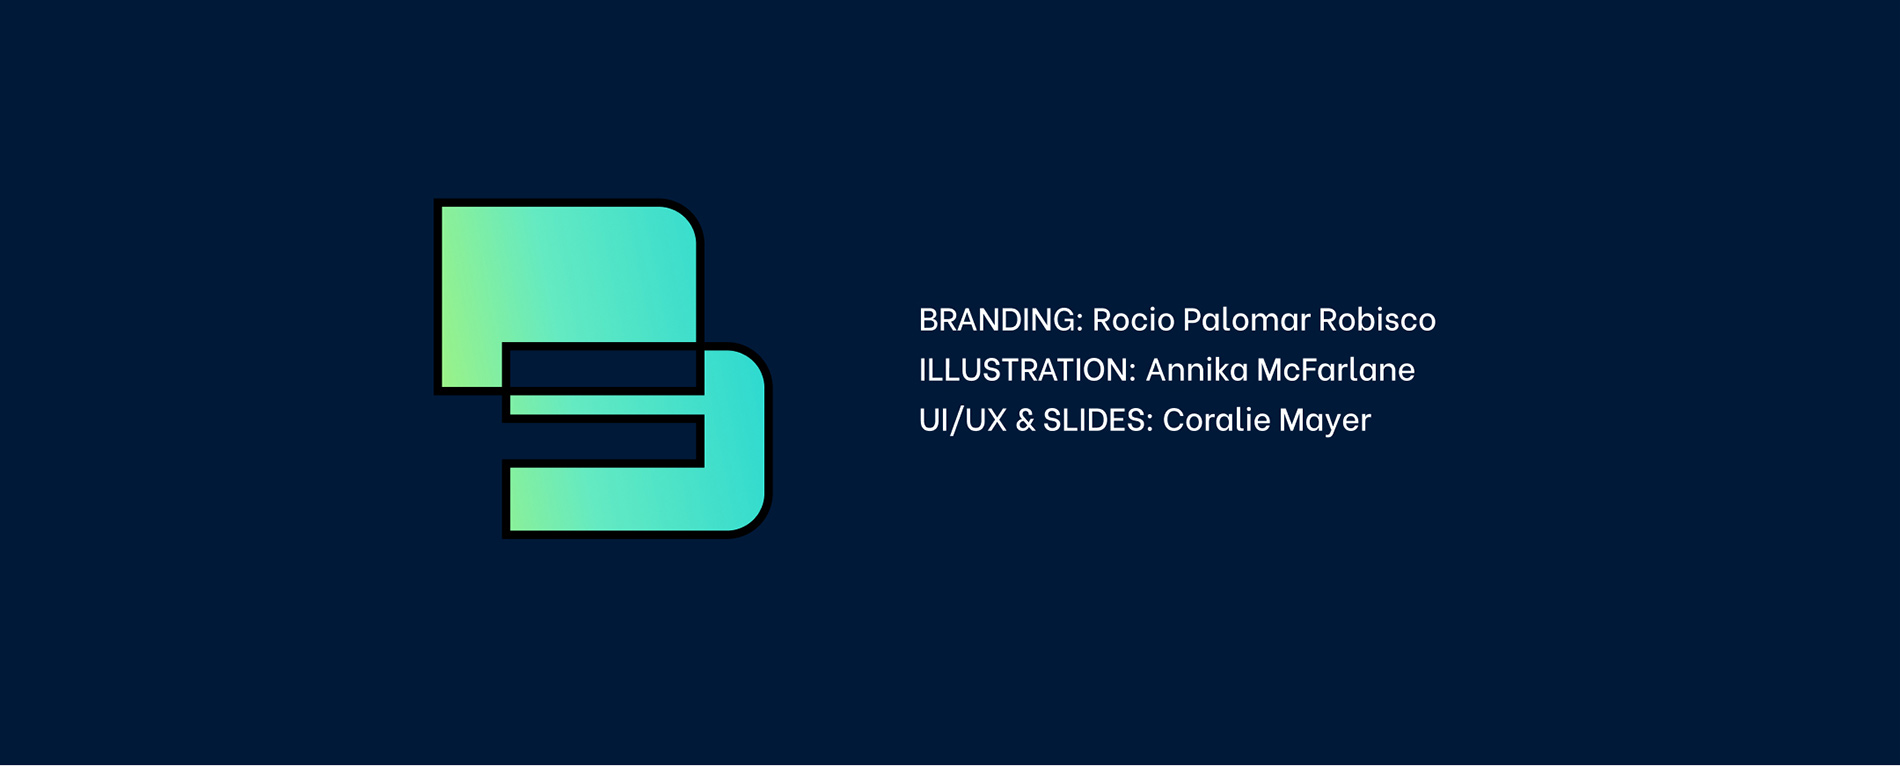 BRANDING: Rocio Palomar Robisco
ILLUSTRATION: Annika McFarlane
UI/UX & SLIDES: Coralie Mayer